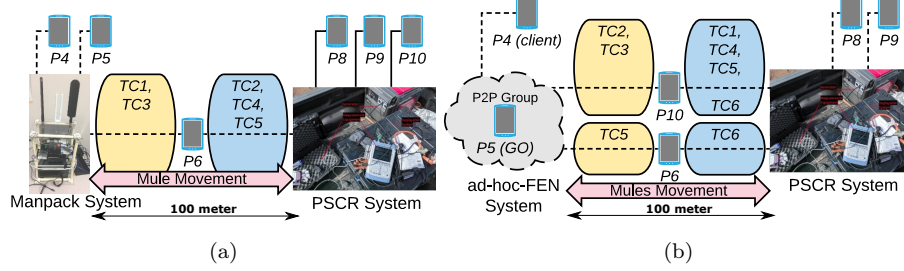 P4
P5
TC1,
TC3
TC2,
TC4,
TC5
P6
P8
P9
P10
Mule Movement
Manpack System
PSCR System
100 meter
(a)
P4 (client)
P2P Group
P5 (GO)
ad-hoc-FEN
System
TC2,
TC3
TC1,
TC4,
TC5,
TC6
P10
TC5
TC6
P6
P8
P9
Mules Movement
PSCR System
100 meter
(b)